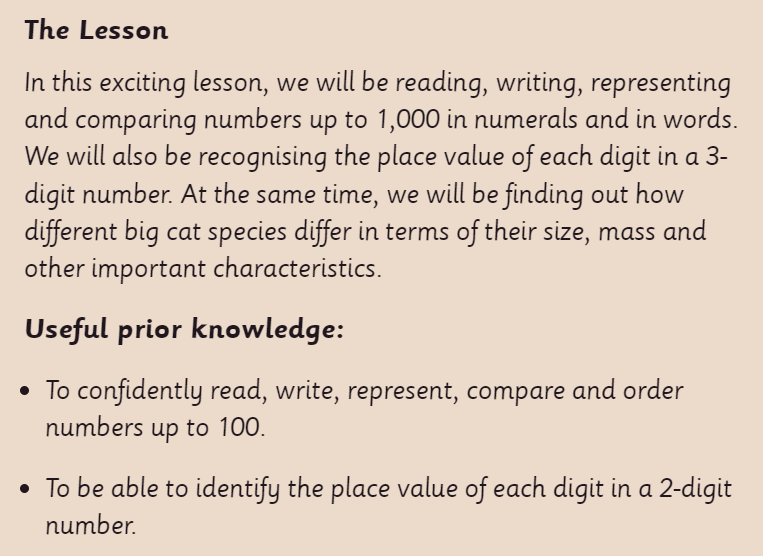 The Lesson
In this exciting lesson, we will be reading, writing, representing
and comparing numbers up to 1,000 in numerals and in words.
We will also be recognising the place value of each digit in a 3-
digit number. At the same time, we will be finding out how
different big cat species differ in terms of their size, mass and
other important characteristics.
Useful prior knowledge:
• To confidently read, write, represent, compare and order
numbers up to 100.
• To be able to identify the place value of each digit in a 2-digit
number.